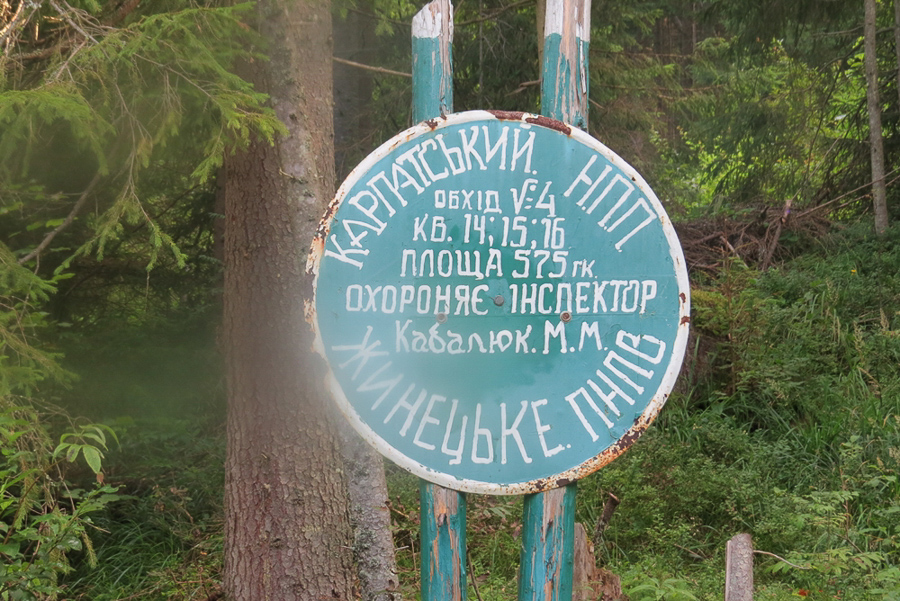 КАРПАТСЬКИЙ. НПП
ОБХІД №4
КВ. 14; 15; 16
ПЛОЩА 575 ГК.
ОХОРОНЯЄ ІНСПЕКТОР
Кабалюк. М. М.
ЖИНЕЦЬКЕ. ПНДВ